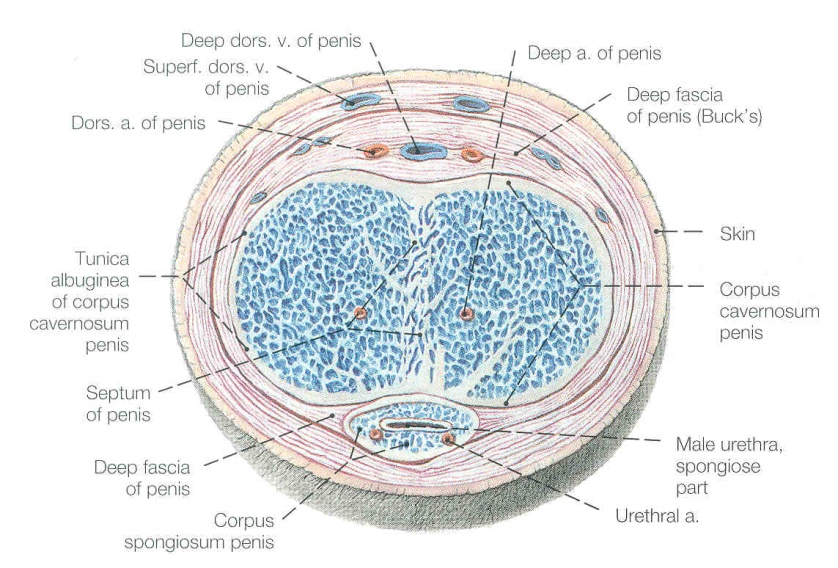 Deep dors. v. of penis
Superf. dors. v.
of penis
Dors. a. of penis
Tunica
albuginea
of corpus
cavernosum
penis
Septum
of penis
Deep fascia
of penis
Corpus
spongiosum penis
Deep a. of penis
Deep fascia
of penis (Buck's)
Skin
Corpus
cavernosum
penis
Male urethra,
spongiose
part
Urethral a.